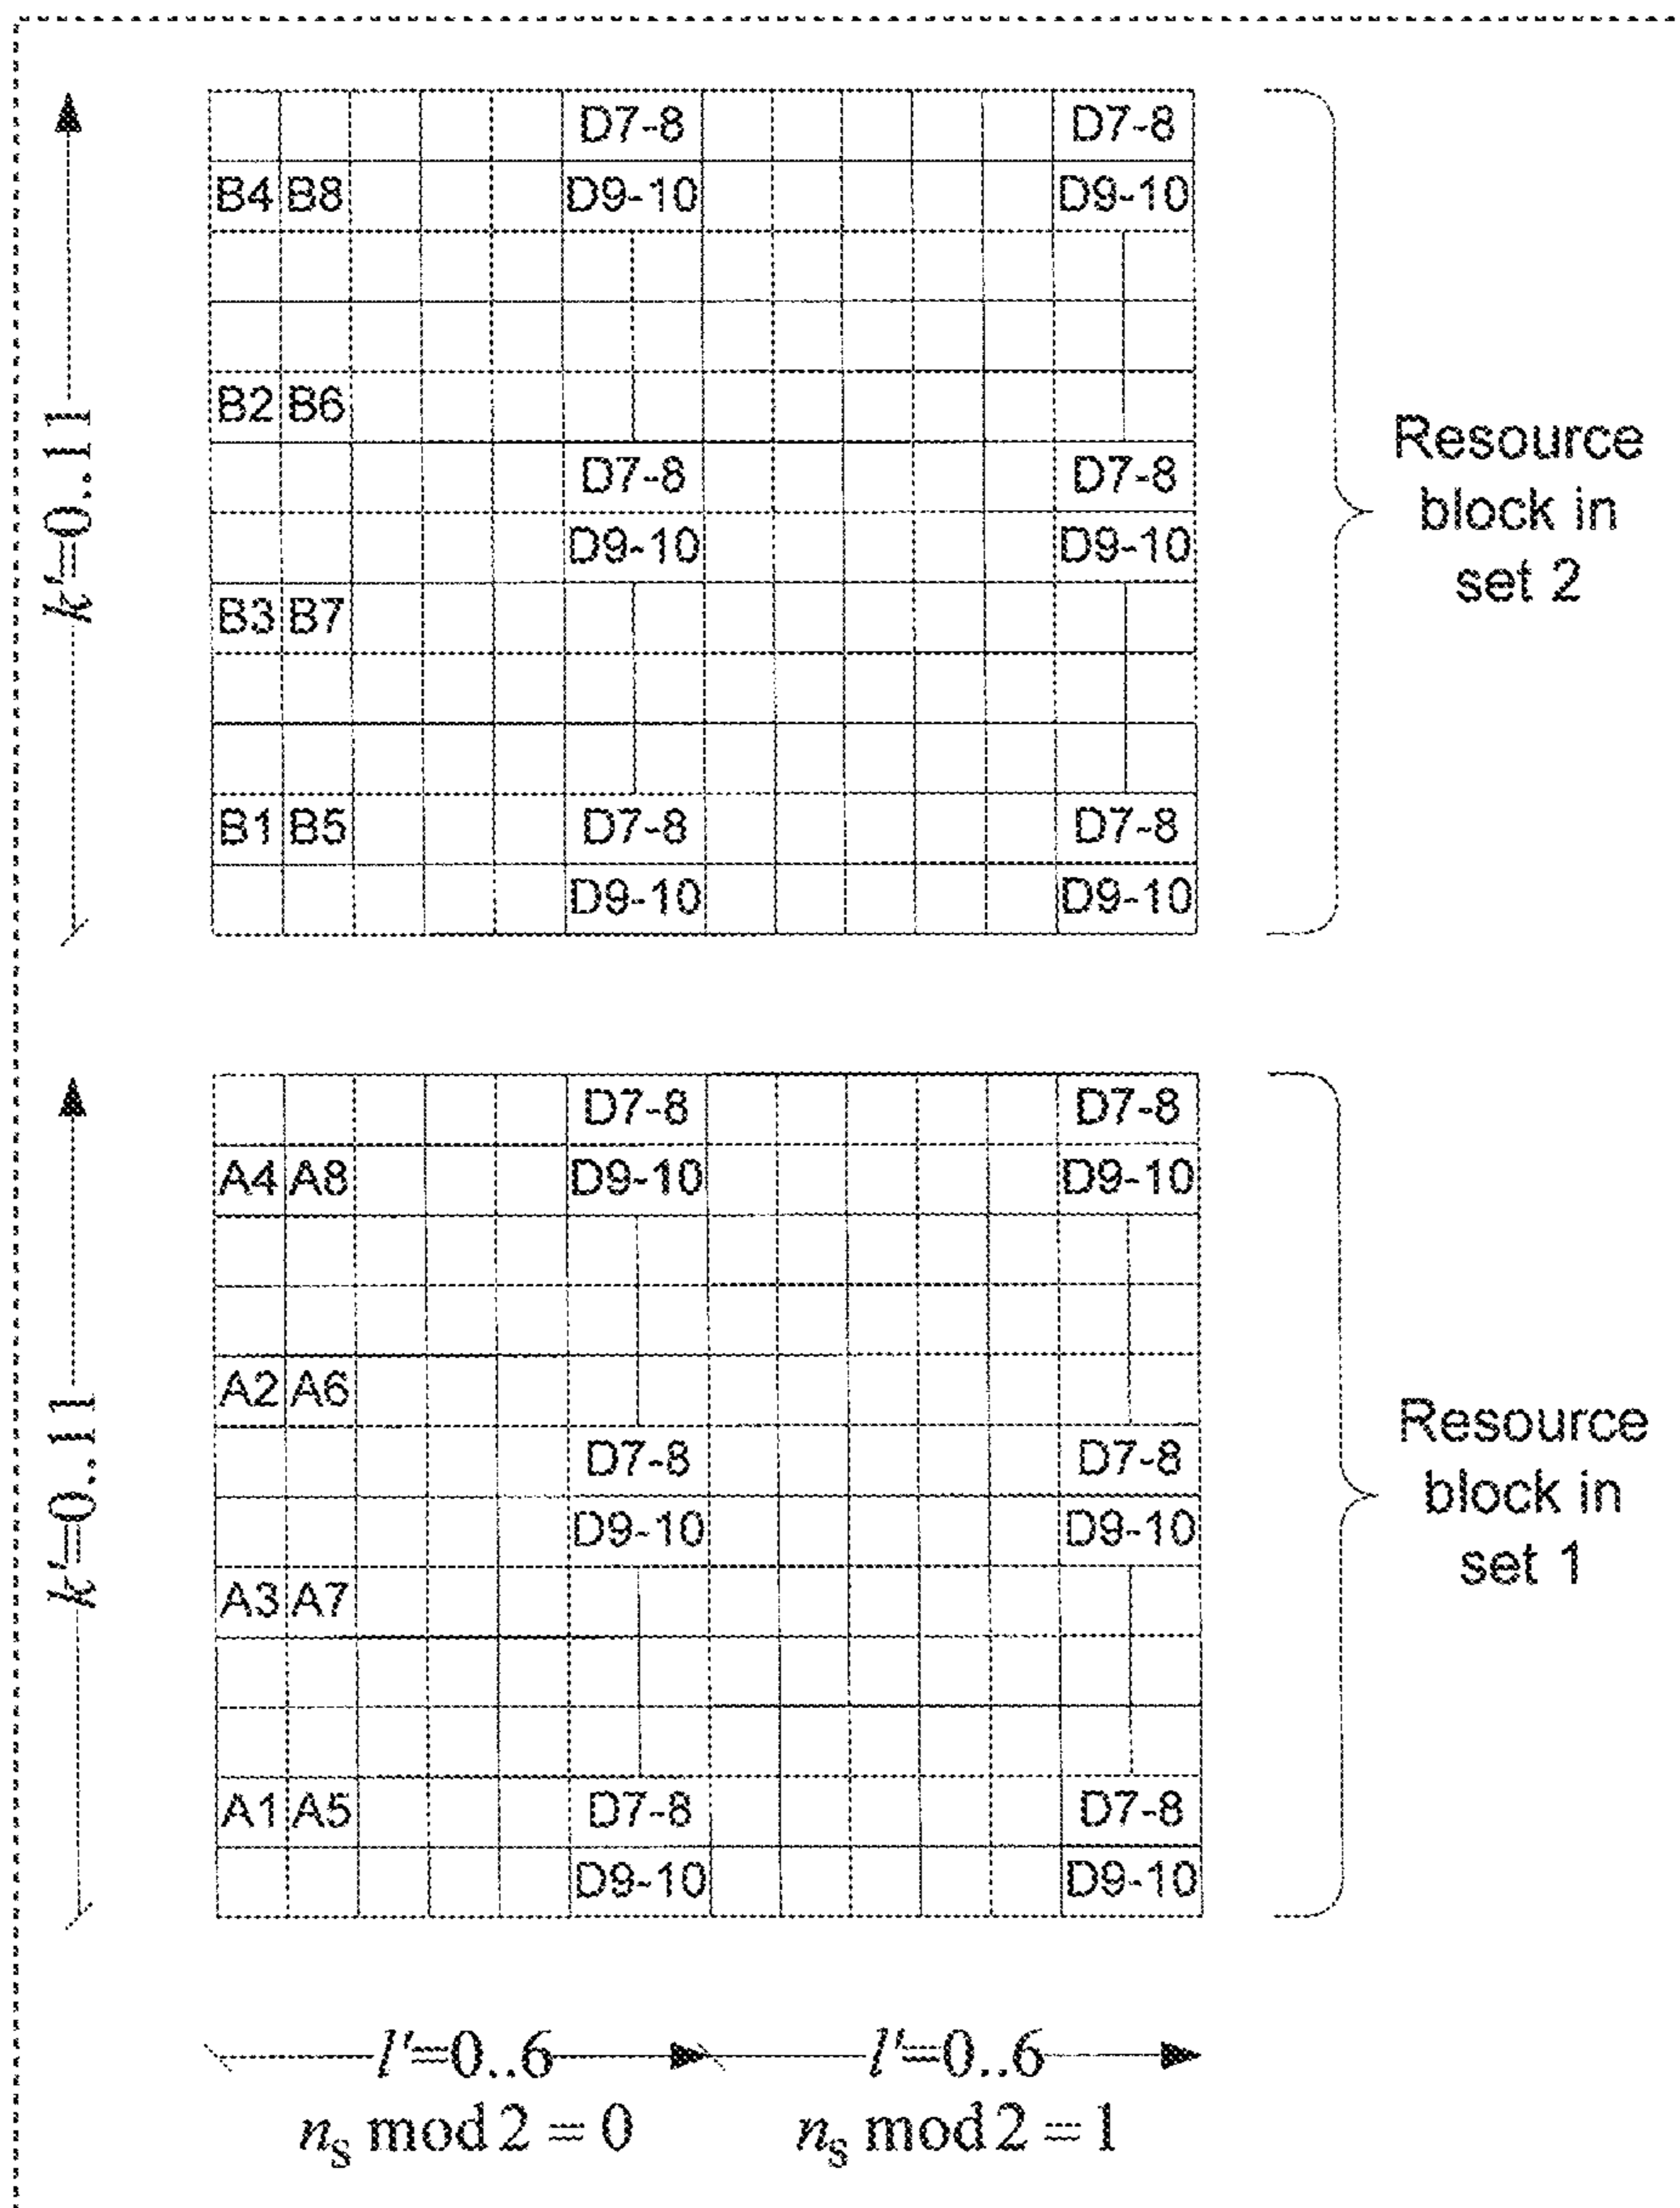 D7-8 D7-8
B4 B8 D9-10 D9-10
B2 B6
D7-8 D7-8
D9-10 D9-10
B3 B7
B1 B5 D7-8 D7-8
D9-10 D9-10
k'=0..11
Resource
block in
set 2
D7-8 D7-8
A4 A8 D9-10 D9-10
A2 A6
D7-8 D7-8
D9-10 D9-10
A3 A7
A1 A5 D7-8 D7-8
D9-10 D9-10
k'=0..11
Resource
block in
set 1
l'=0..6 l'=0..6
n_s mod 2 = 0 n_s mod 2 = 1